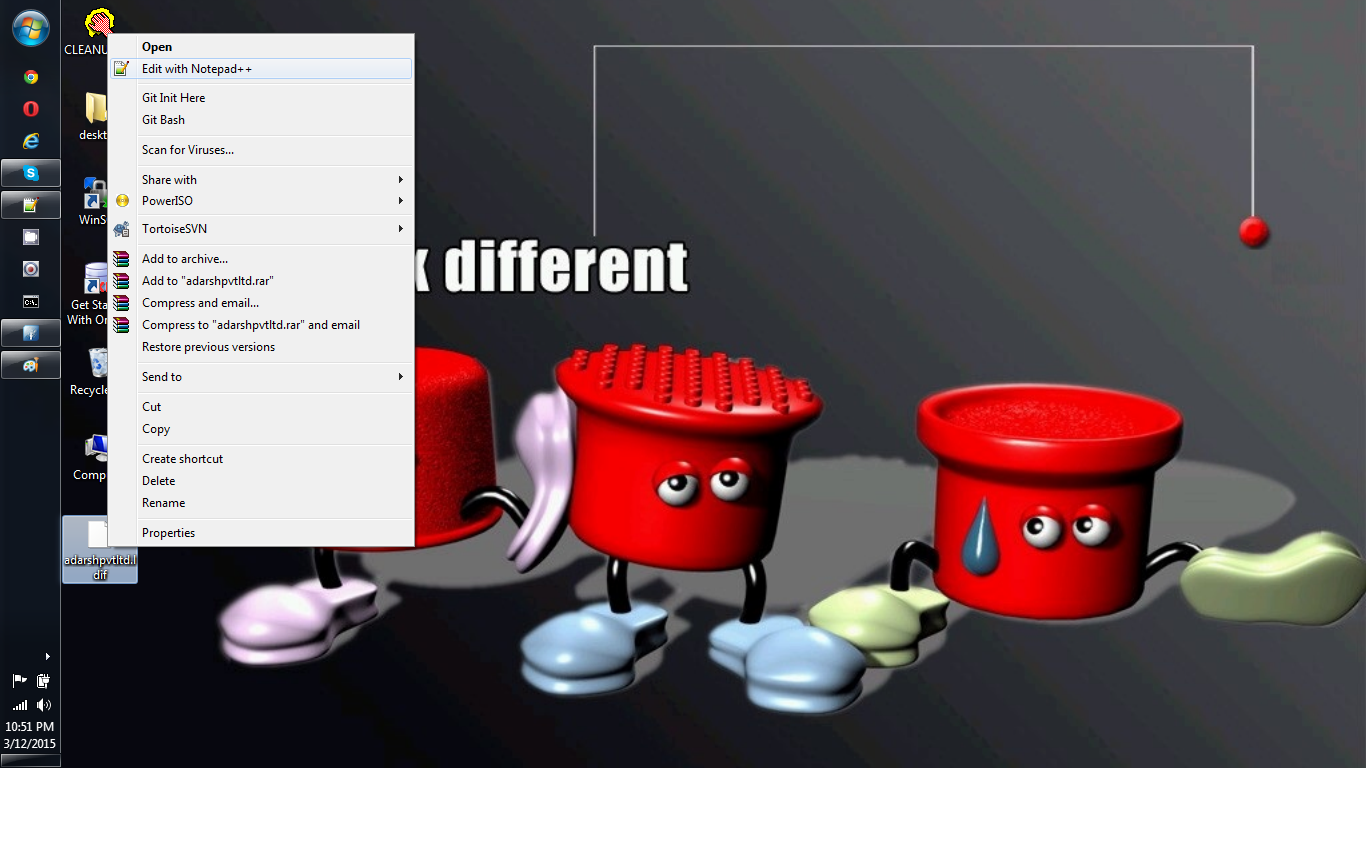 CLEANU
deskt
WinS
Get Sta
With Or
Recycle
Comp
adarshpvtltd.l
dif
Open
Edit with Notepad++
Git Init Here
Git Bash
Scan for Viruses...
Share with
PowerISO
TortoiseSVN
Add to archive...
Add to "adarshpvtltd.rar"
Compress and email...
Compress to "adarshpvtltd.rar" and email
Restore previous versions
Send to
Cut
Copy
Create shortcut
Delete
Rename
Properties
k different
10:51 PM
3/12/2015